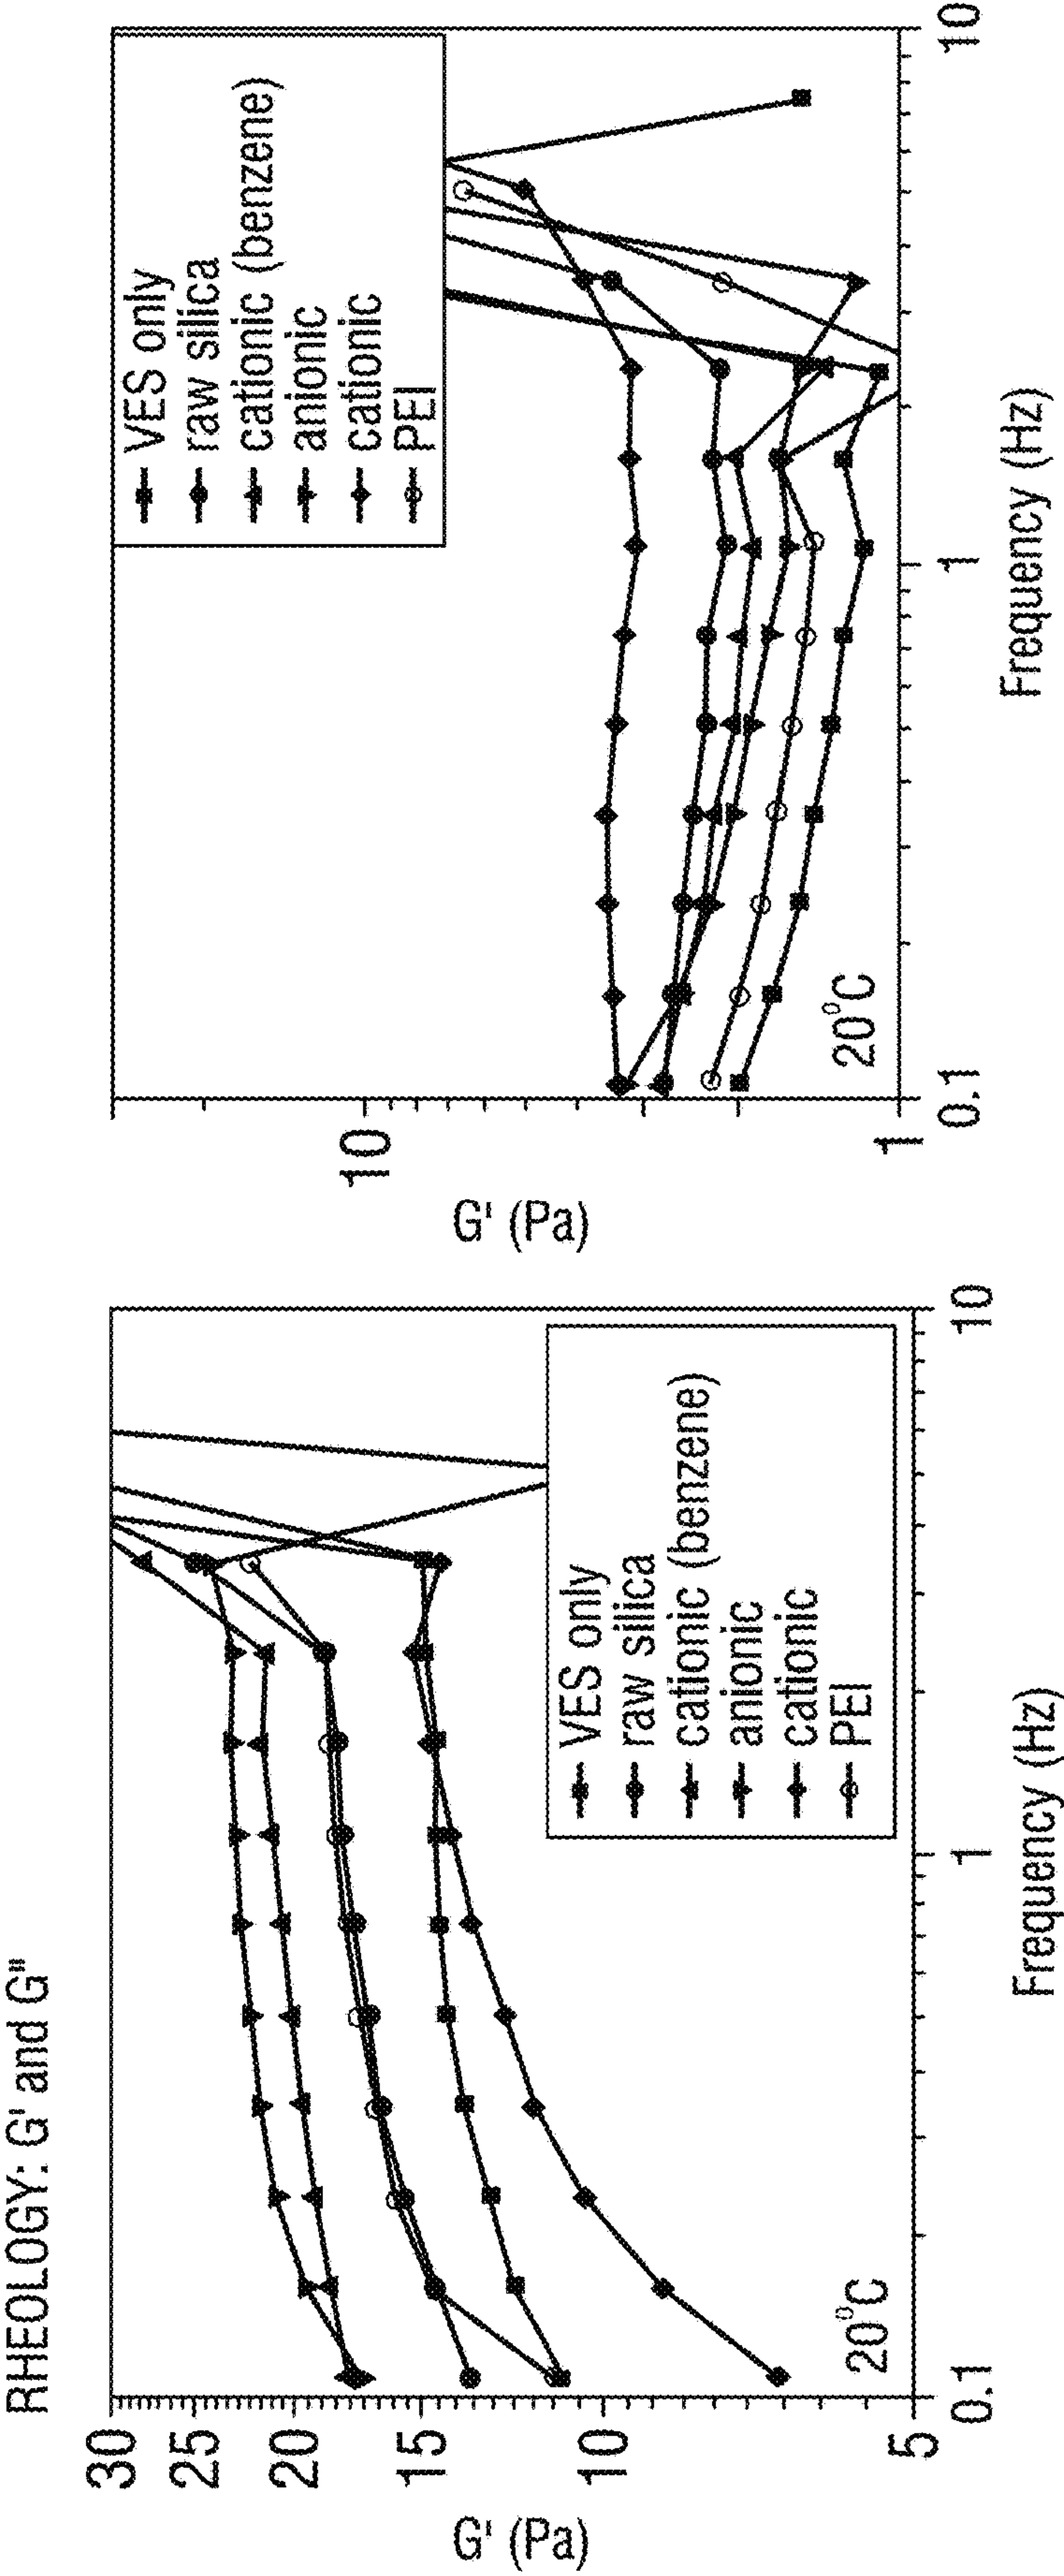 RHEOLOGY: G' and G"
30
25
20
15
10
5
G' (Pa)
20°C
VES only
raw silica
cationic (benzene)
anionic
cationic
PEI
0.1
1
10
Frequency (Hz)
10
1
G' (Pa)
VES only
raw silica
cationic (benzene)
anionic
cationic
PEI
20°C
0.1
1
10
Frequency (Hz)